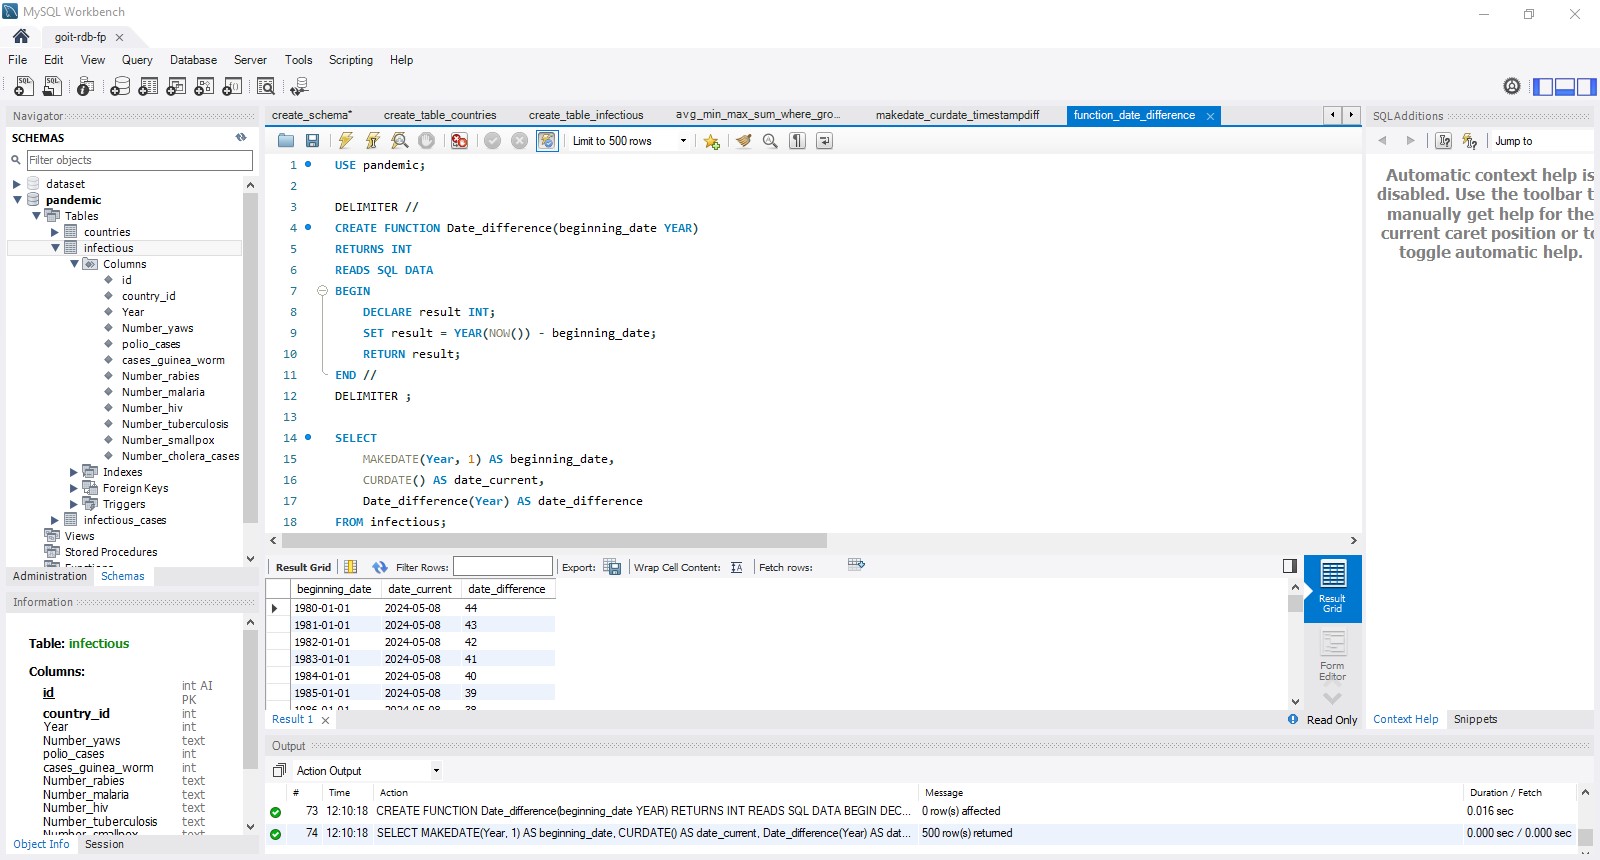 MySQL Workbench
goit-rdb-fp
File Edit View Query Database Server Tools Scripting Help
Navigator
SCHEMAS
Filter objects
dataset
pandemic
Tables
countries
infectious
Columns
id
country_id
Year
Number_yaws
polio_cases
cases_guinea_worm
Number_rabies
Number_malaria
Number_hiv
Number_tuberculosis
Number_smallpox
Number_cholera_cases
Indexes
Foreign Keys
Triggers
infectious_cases
Views
Stored Procedures
Administration Schemas
Information
Table: infectious
Columns:
id int AI PK
country_id int
Year int
Number_yaws text
polio_cases int
cases_guinea_worm int
Number_rabies text
Number_malaria text
Number_hiv text
Number_tuberculosis text
Object Info Session
create_schema* create_table_countries create_table_infectious avg_min_max_sum_where_gro... makedate_curdate_timestampdiff function_date_difference
Limit to 500 rows
1 USE pandemic;
2
3 DELIMITER //
4 CREATE FUNCTION Date_difference(beginning_date YEAR)
5 RETURNS INT
6 READS SQL DATA
7 BEGIN
8 DECLARE result INT;
9 SET result = YEAR(NOW()) - beginning_date;
10 RETURN result;
11 END //
12 DELIMITER ;
13
14 SELECT
15 MAKEDATE(Year, 1) AS beginning_date,
16 CURDATE() AS date_current,
17 Date_difference(Year) AS date_difference
18 FROM infectious;
Result Grid Filter Rows: Export: Wrap Cell Content: Fetch rows:
beginning_date date_current date_difference
1980-01-01 2024-05-08 44
1981-01-01 2024-05-08 43
1982-01-01 2024-05-08 42
1983-01-01 2024-05-08 41
1984-01-01 2024-05-08 40
1985-01-01 2024-05-08 39
Result Grid
Form Editor
Result 1
Read Only
SQLAdditions
Jump to
Automatic context help is
disabled. Use the toolbar
manually get help for the
current caret position or
toggle automatic help.
Context Help Snippets
Output
Action Output
# Time Action Message Duration / Fetch
73 12:10:18 CREATE FUNCTION Date_difference(beginning_date YEAR) RETURNS INT READS SQL DATA BEGIN DEC... 0 row(s) affected 0.016 sec
74 12:10:18 SELECT MAKEDATE(Year, 1) AS beginning_date, CURDATE() AS date_current, Date_difference(Year) AS dat... 500 row(s) returned 0.000 sec / 0.000 sec